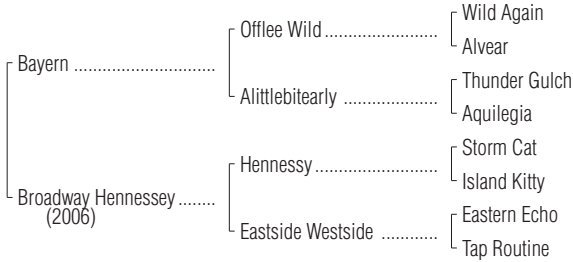 Wild Again
Offlee Wild
Alvear
Bayern
Thunder Gulch
Alittlebitearly
Aquilegia
Storm Cat
Hennessy
Island Kitty
Broadway Hennessey
(2006)
Eastern Echo
Eastside Westside
Tap Routine